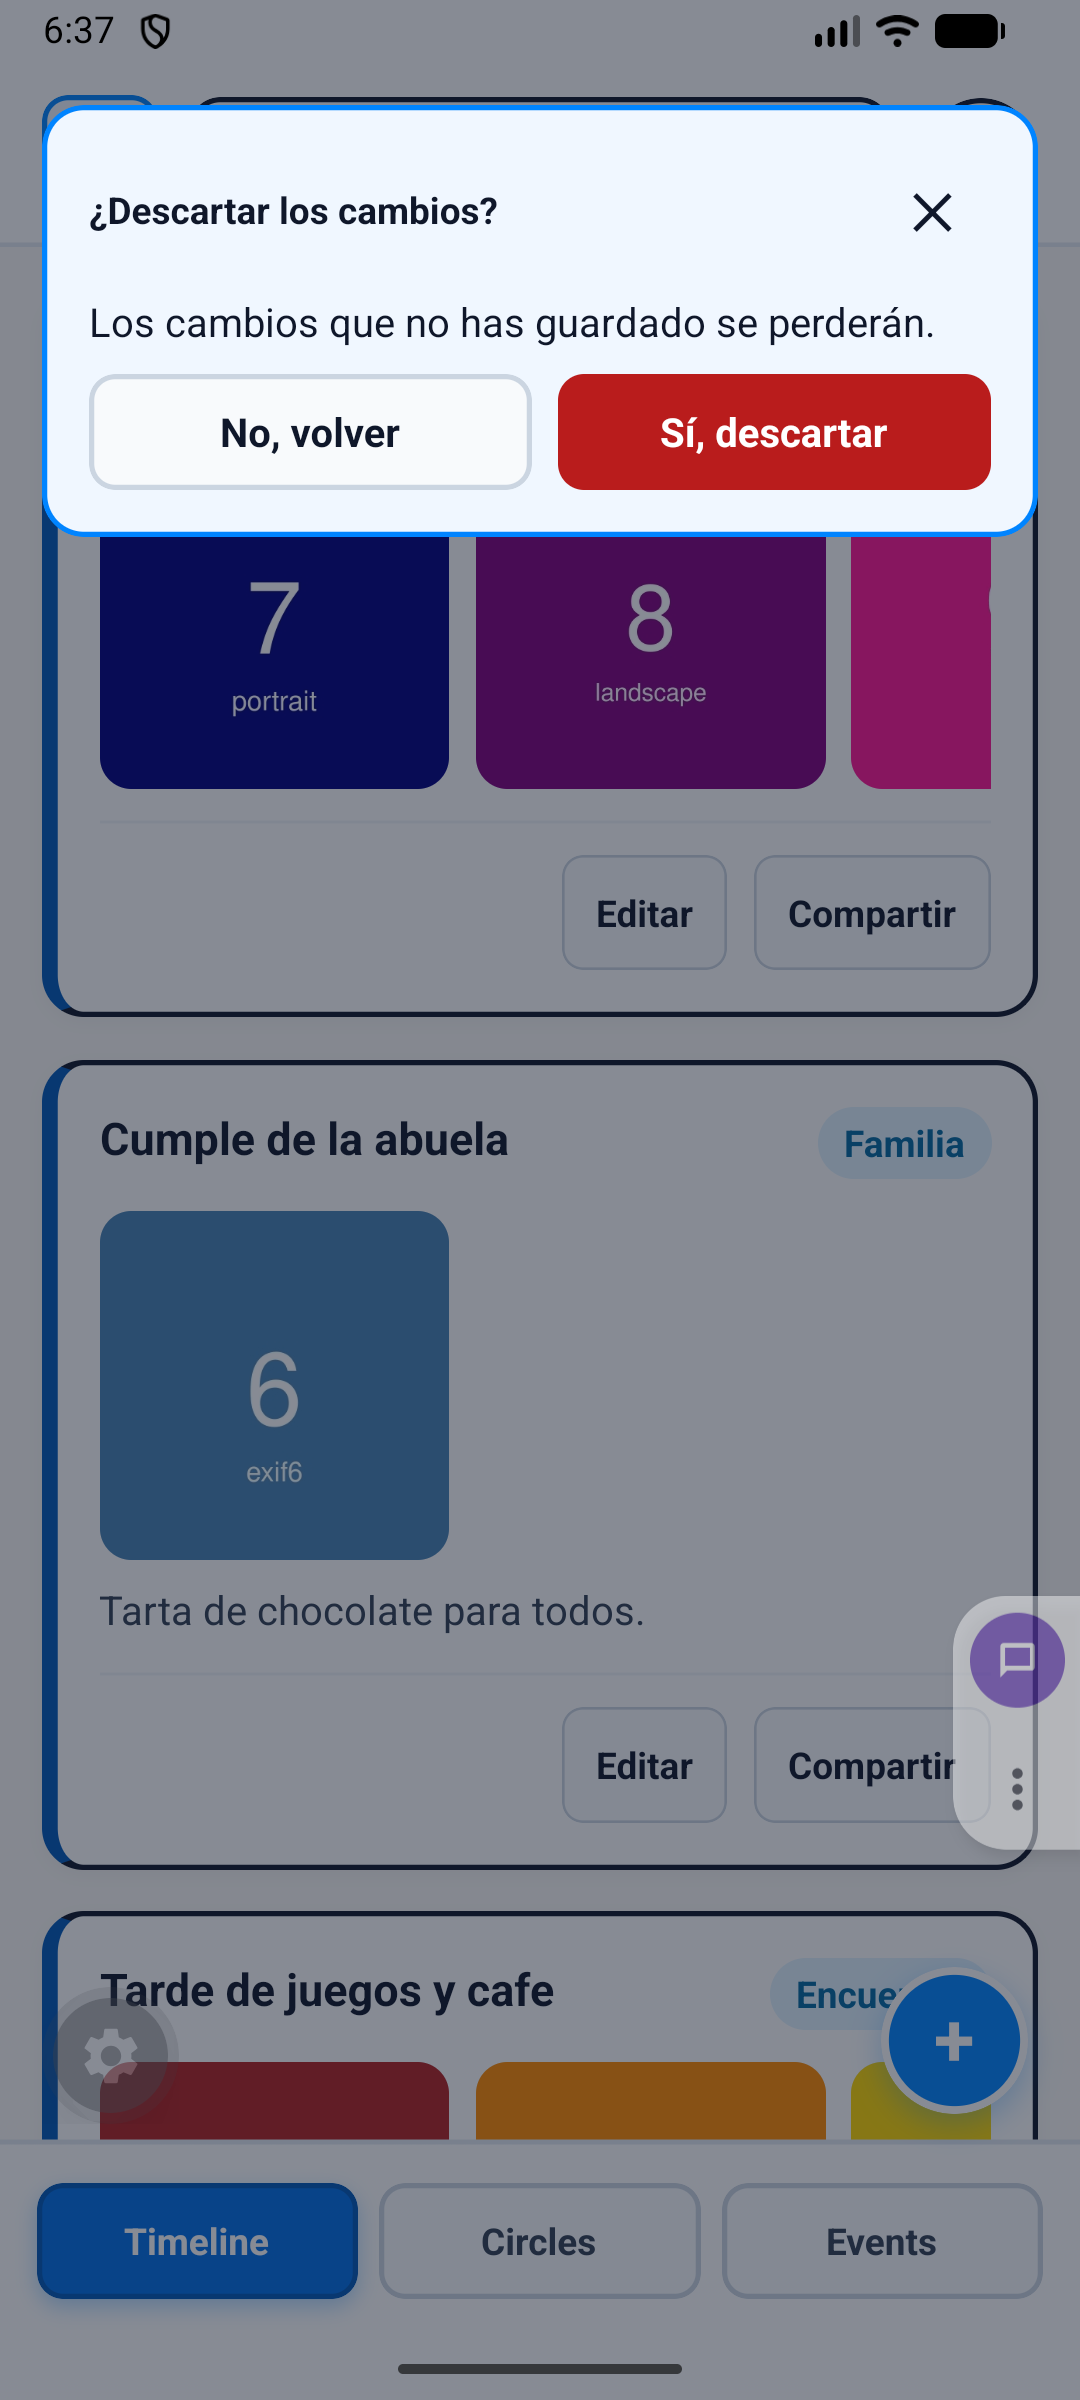 6:37
¿Descartar los cambios?
Los cambios que no has guardado se perderán.
No, volver
Sí, descartar
7
portrait
8
landscape
Editar
Compartir
Cumple de la abuela
Familia
6
exif6
Tarta de chocolate para todos.
Editar
Compartir
Tarde de juegos y cafe
Timeline
Circles
Events